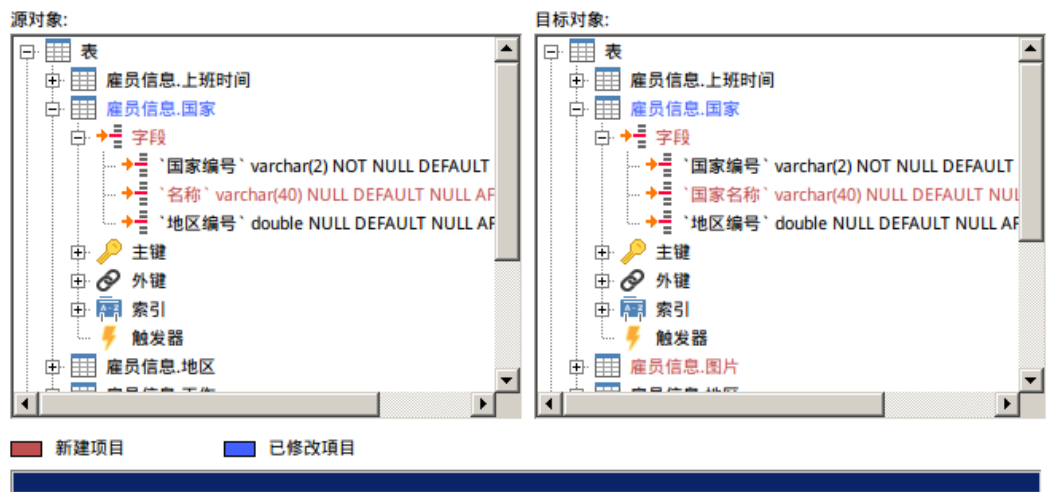 源对象:
表
雇员信息.上班时间
雇员信息.国家
字段
`国家编号` varchar(2) NOT NULL DEFAULT
`名称` varchar(40) NULL DEFAULT NULL AF
`地区编号` double NULL DEFAULT NULL AF
主键
外键
A-Z 索引
触发器
雇员信息.地区
目标对象:
表
雇员信息.上班时间
雇员信息.国家
字段
`国家编号` varchar(2) NOT NULL DEFAULT
`国家名称` varchar(40) NULL DEFAULT NUL
`地区编号` double NULL DEFAULT NULL AF
主键
外键
A-Z 索引
触发器
雇员信息.图片
新建项目
已修改項目